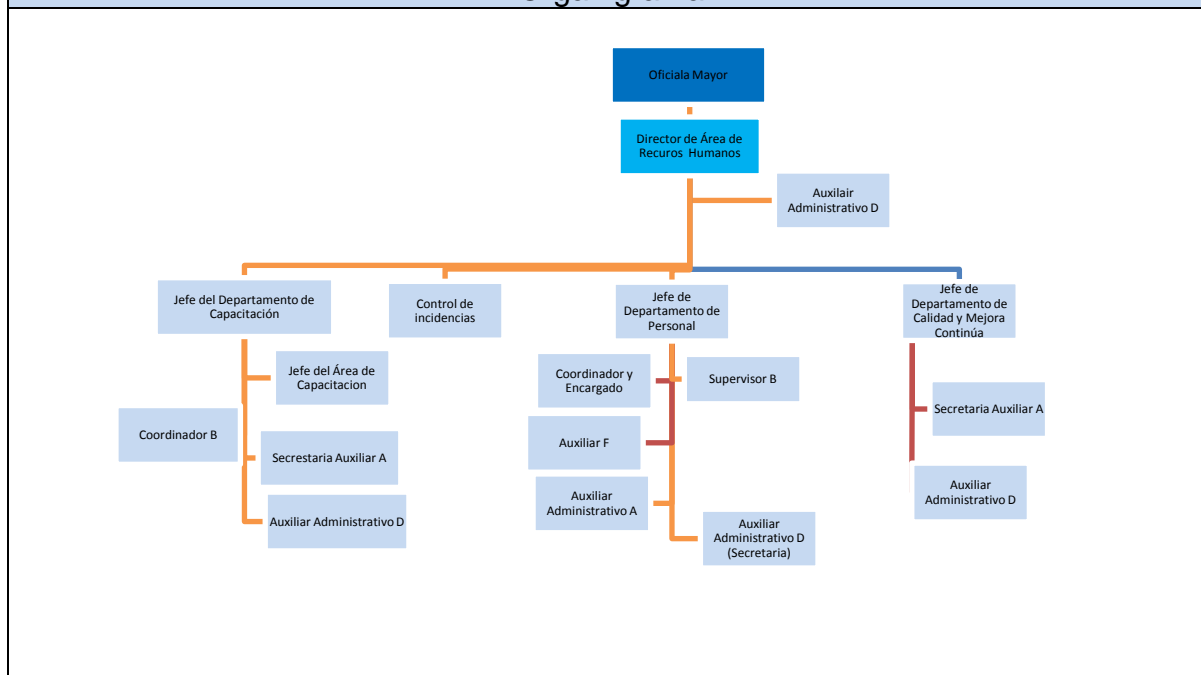 Oficiala Mayor
Director de Área de
Recuros Humanos
Auxilair
Administrativo D
Jefe del Departamento de
Capacitación
Control de
incidencias
Jefe de
Departamento de
Personal
Jefe de
Departamento de
Calidad y Mejora
Continúa
Jefe del Área de
Capacitacion
Coordinador B
Secrestaria Auxiliar A
Auxiliar Administrativo D
Coordinador y
Encargado
Supervisor B
Auxiliar F
Auxiliar
Administrativo A
Auxiliar
Administrativo D
(Secretaria)
Secretaria Auxiliar A
Auxiliar
Administrativo D